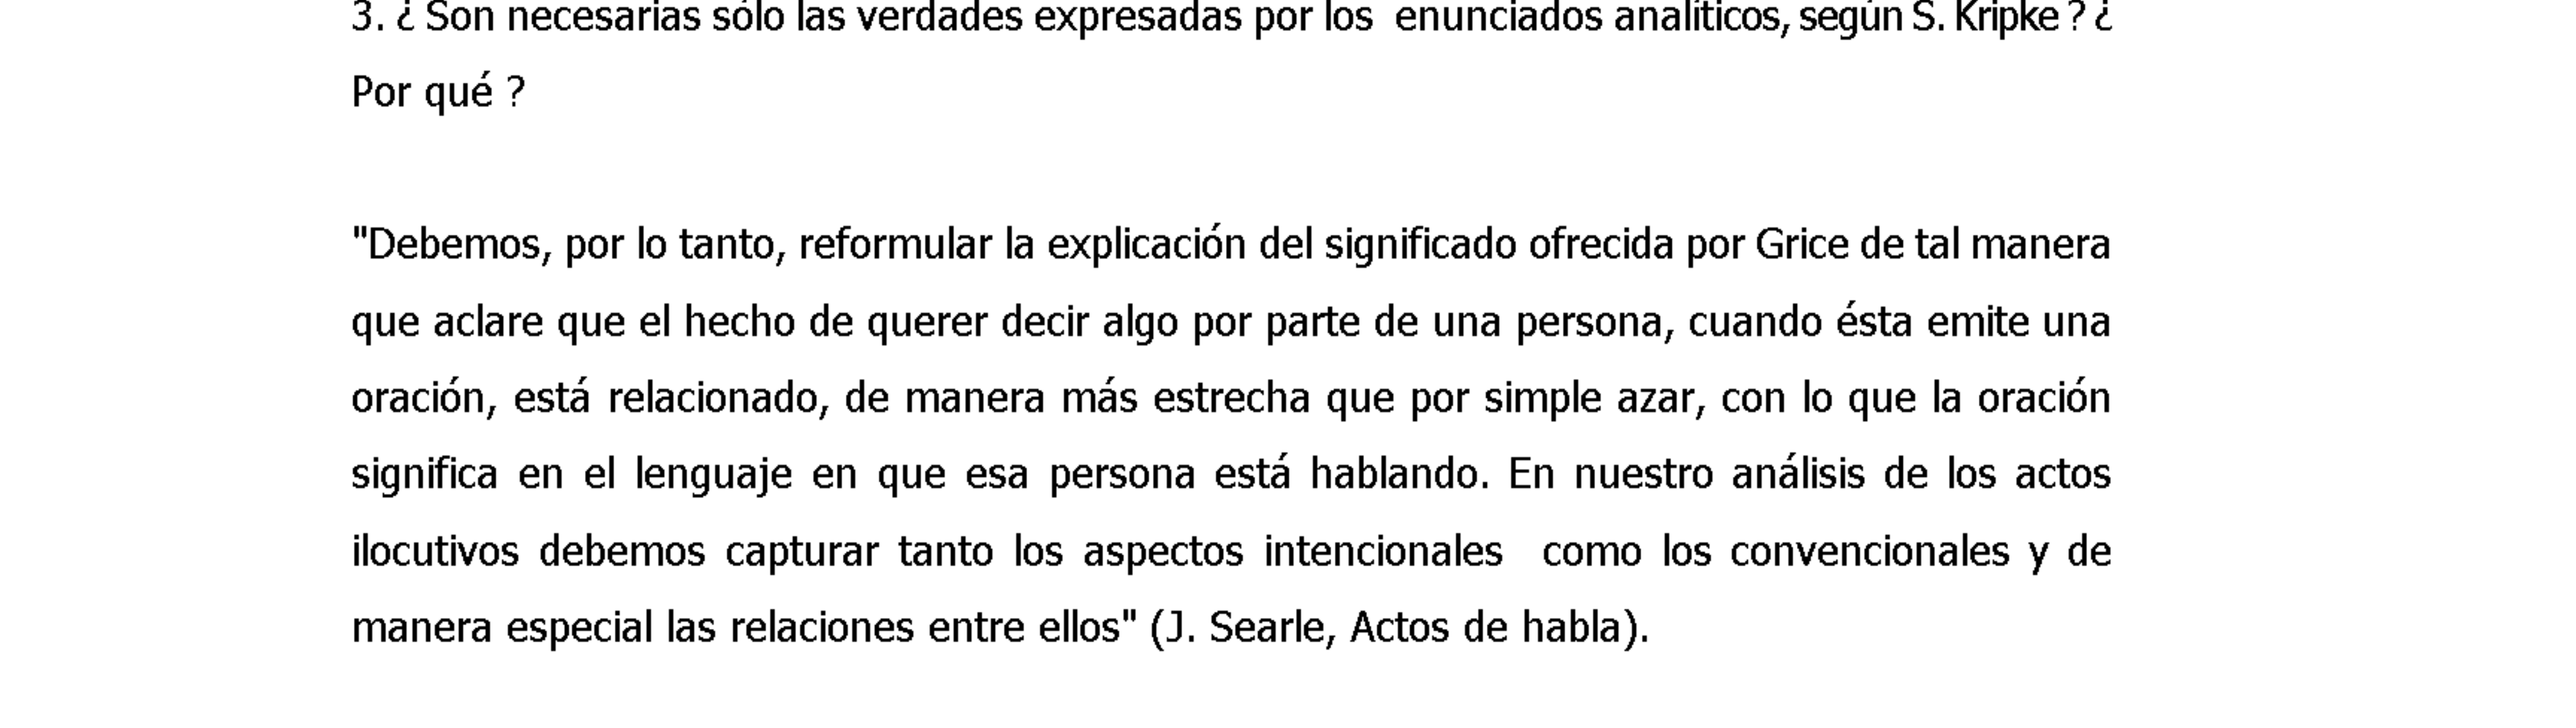 3. ¿ Son necesarias sólo las verdades expresadas por los  enunciados analíticos, según S. Kripke ? ¿
Por qué ?
"Debemos, por lo tanto, reformular la explicación del significado ofrecida por Grice de tal manera
que aclare que el hecho de querer decir algo por parte de una persona, cuando ésta emite una
oración, está relacionado, de manera más estrecha que por simple azar, con lo que la oración
significa en el lenguaje en que esa persona está hablando. En nuestro análisis de los actos
ilocutivos debemos capturar tanto los aspectos intencionales  como los convencionales y de
manera especial las relaciones entre ellos" (J. Searle, Actos de habla).